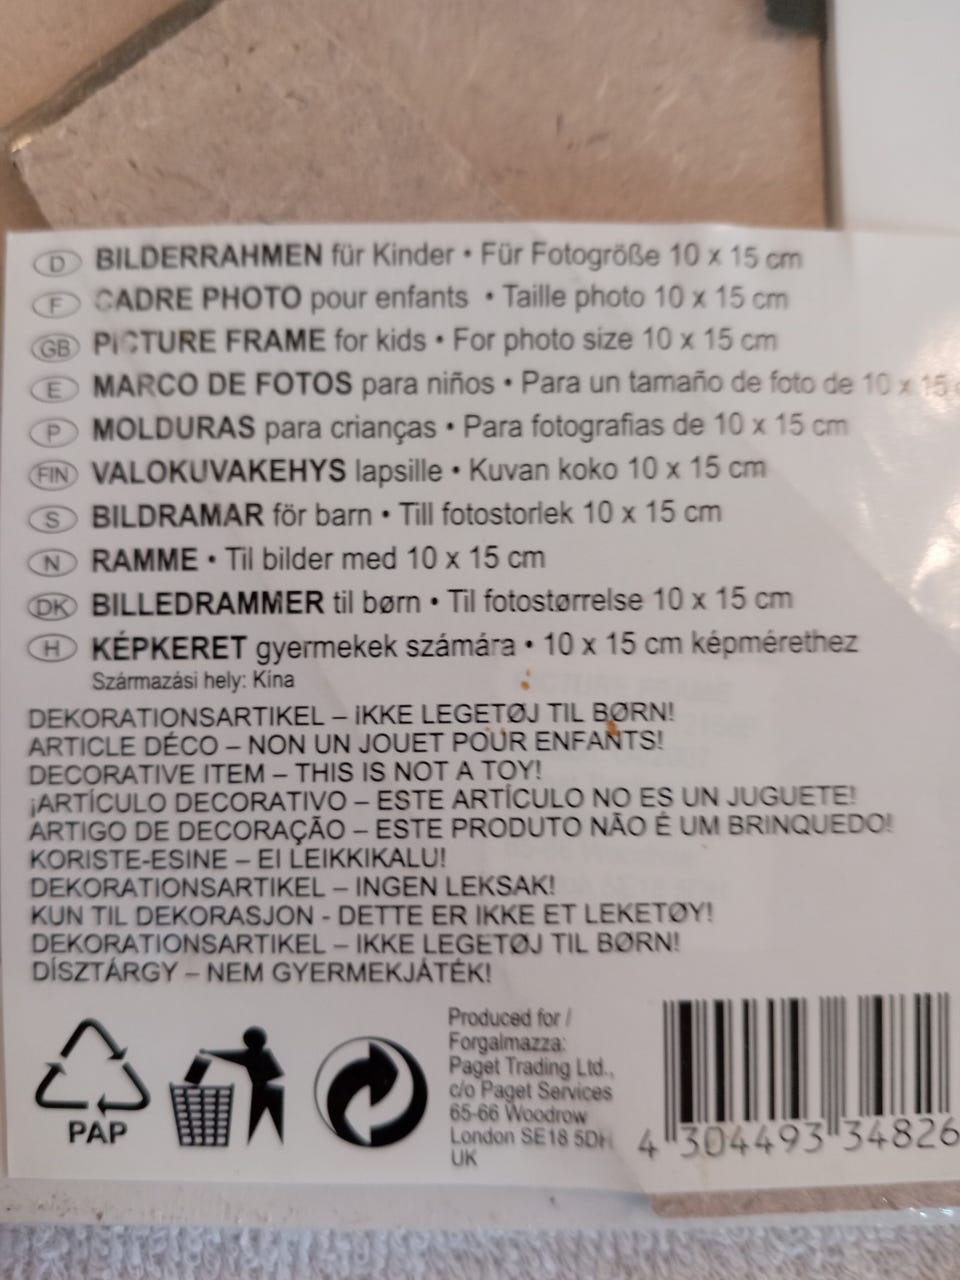 D BILDERRAHMEN für Kinder • Für Fotogröße 10 x 15 cm
F CADRE PHOTO pour enfants • Taille photo 10 x 15 cm
GB PICTURE FRAME for kids • For photo size 10 x 15 cm
E MARCO DE FOTOS para niños • Para un tamaño de foto de 10 x 15
P MOLDURAS para crianças • Para fotografias de 10 x 15 cm
FIN VALOKUVAKEHYS lapsille • Kuvan koko 10 x 15 cm
S BILDRAMAR för barn • Till fotostorlek 10 x 15 cm
N RAMME • Til bilder med 10 x 15 cm
DK BILLEDRAMMER til børn • Til fotostørrelse 10 x 15 cm
H KÉPKERET gyermekek számára • 10 x 15 cm képmérethez
Származási hely: Kína
DEKORATIONSARTIKEL – IKKE LEGETØJ TIL BØRN!
ARTICLE DÉCO – NON UN JOUET POUR ENFANTS!
DECORATIVE ITEM – THIS IS NOT A TOY!
¡ARTÍCULO DECORATIVO – ESTE ARTÍCULO NO ES UN JUGUETE!
ARTIGO DE DECORAÇÃO – ESTE PRODUTO NÃO É UM BRINQUEDO!
KORISTE-ESINE – EI LEIKKIKALU!
DEKORATIONSARTIKEL – INGEN LEKSAK!
KUN TIL DEKORASJON - DETTE ER IKKE ET LEKETØY!
DEKORATIONSARTIKEL – IKKE LEGETØJ TIL BØRN!
DÍSZTÁRGY – NEM GYERMEKJÁTÉK!
PAP
Produced for /
Forgalmazza:
Paget Trading Ltd.,
c/o Paget Services
65-66 Woodrow
London SE18 5DH
UK
4 304493 34826